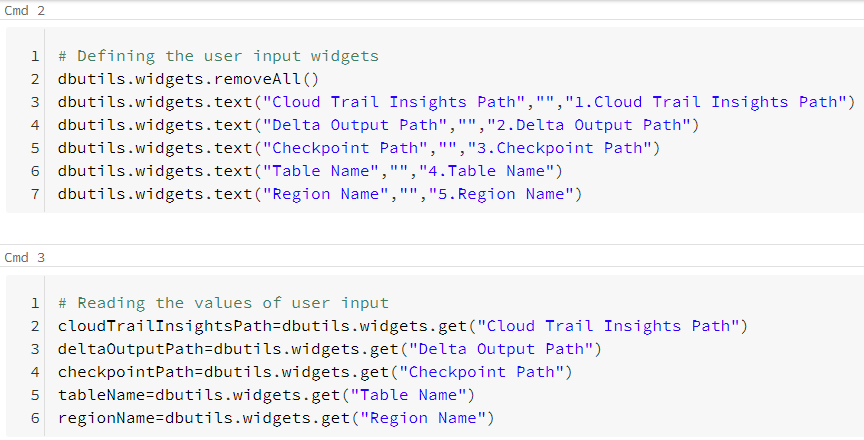 Cmd 2
1 # Defining the user input widgets
2 dbutils.widgets.removeAll()
3 dbutils.widgets.text("Cloud Trail Insights Path","","1.Cloud Trail Insights Path")
4 dbutils.widgets.text("Delta Output Path","","2.Delta Output Path")
5 dbutils.widgets.text("Checkpoint Path","","3.Checkpoint Path")
6 dbutils.widgets.text("Table Name","","4.Table Name")
7 dbutils.widgets.text("Region Name","","5.Region Name")
Cmd 3
1 # Reading the values of user input
2 cloudTrailInsightsPath=dbutils.widgets.get("Cloud Trail Insights Path")
3 deltaOutputPath=dbutils.widgets.get("Delta Output Path")
4 checkpointPath=dbutils.widgets.get("Checkpoint Path")
5 tableName=dbutils.widgets.get("Table Name")
6 regionName=dbutils.widgets.get("Region Name")